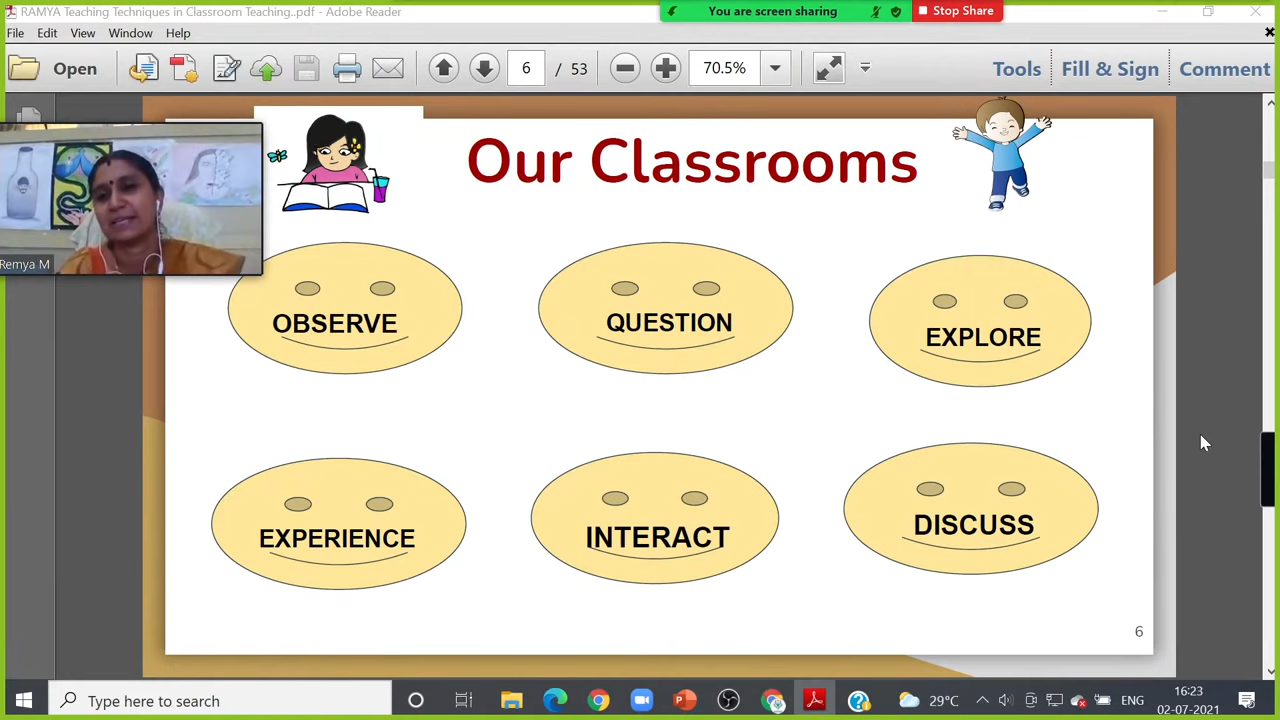 RAMYA Teaching Techniques in Classroom Teaching..pdf - Adobe Reader
You are screen sharing
Stop Share
File Edit View Window Help
Open
6 / 53
70.5%
Tools Fill & Sign Comment
Our Classrooms
Remya M
OBSERVE
QUESTION
EXPLORE
EXPERIENCE
INTERACT
DISCUSS
6
Type here to search
29°C
ENG
16:23
02-07-2021